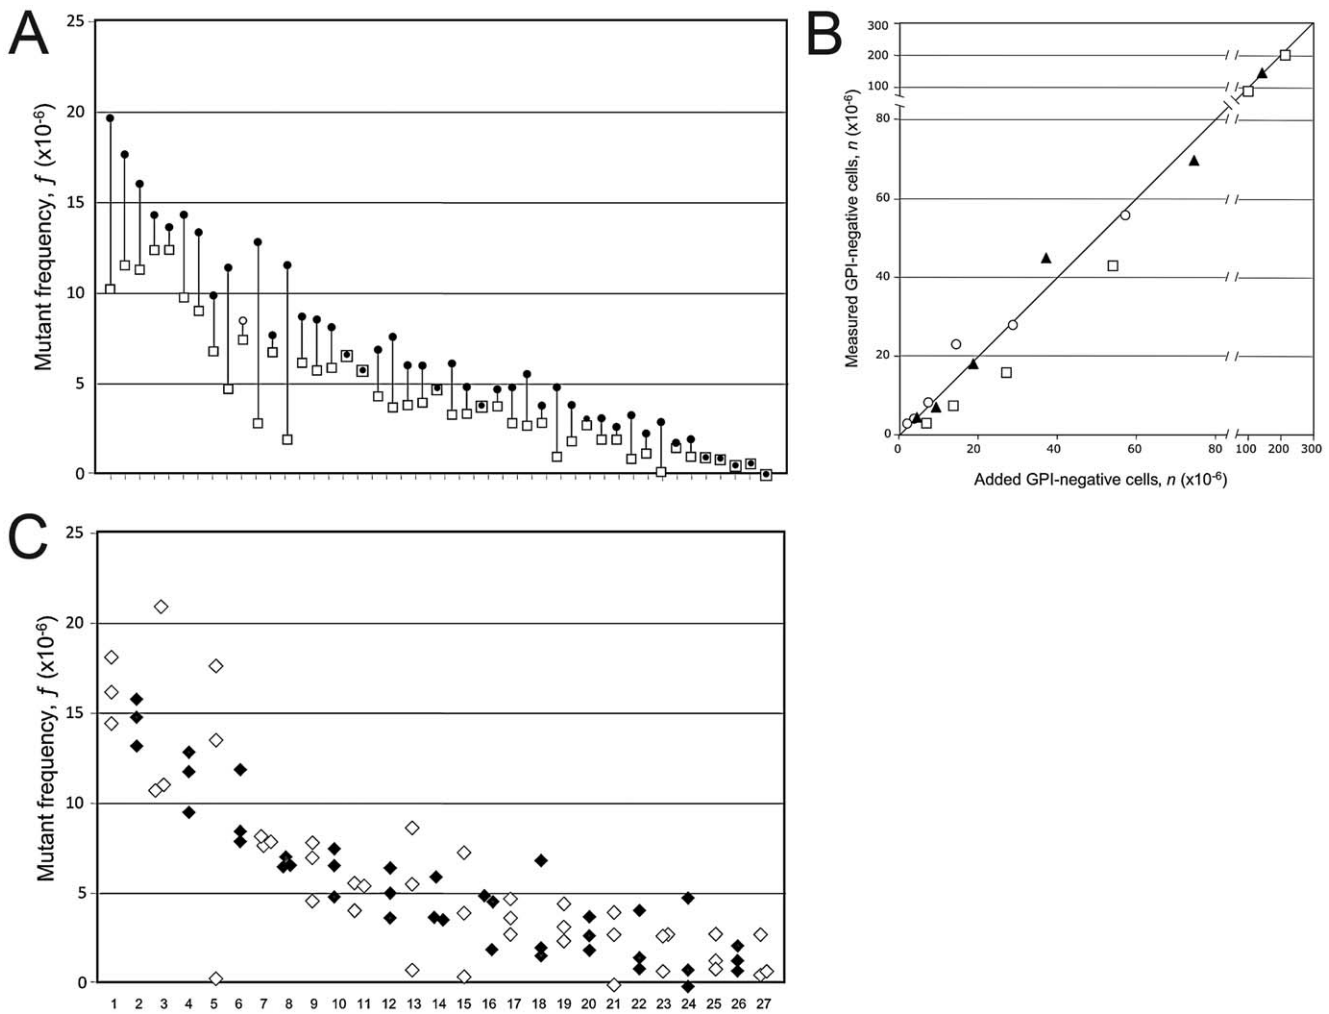 A
Mutant frequency, f (x10-6)
25
20
15
10
5
0
B
Measured GPI-negative cells, n (x10-6)
300
200
100
80
60
40
20
0
0 20 40 60 80 100 200 300
Added GPI-negative cells, n (x10-6)
C
Mutant frequency, f (x10-6)
25
20
15
10
5
0
1 2 3 4 5 6 7 8 9 10 11 12 13 14 15 16 17 18 19 20 21 22 23 24 25 26 27